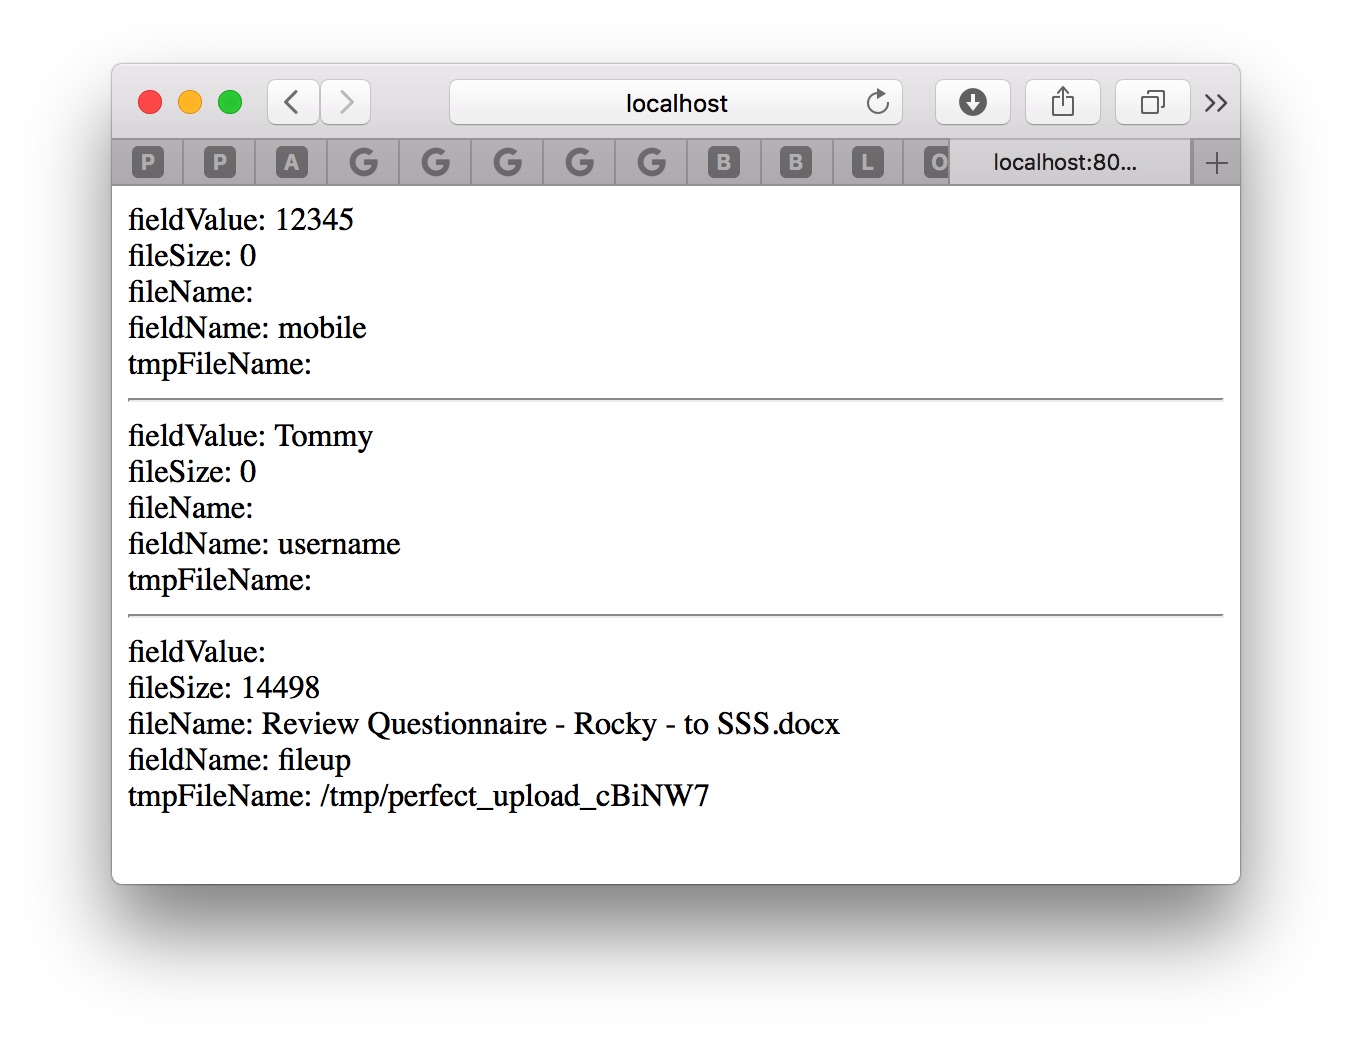 localhost
P P A G G G G G B B L O localhost:80...
fieldValue: 12345
fileSize: 0
fileName:
fieldName: mobile
tmpFileName:
fieldValue: Tommy
fileSize: 0
fileName:
fieldName: username
tmpFileName:
fieldValue:
fileSize: 14498
fileName: Review Questionnaire - Rocky - to SSS.docx
fieldName: fileup
tmpFileName: /tmp/perfect_upload_cBiNW7